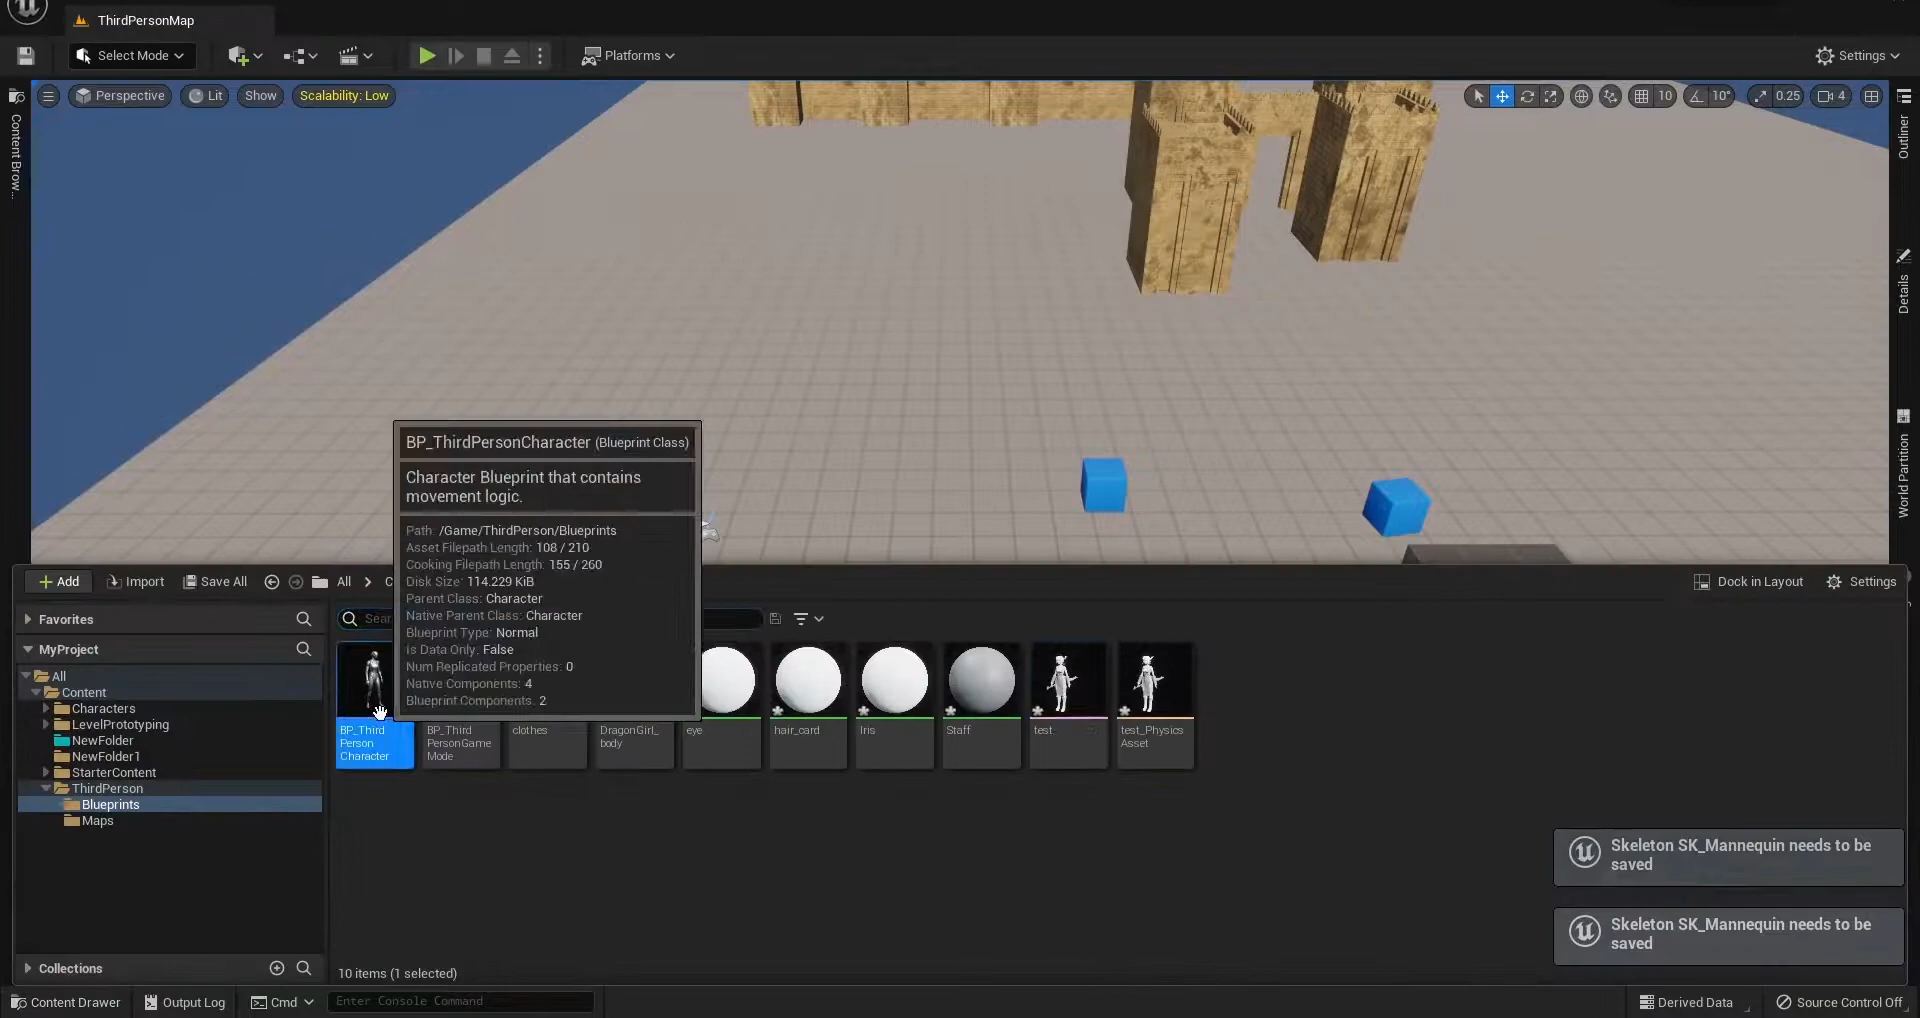 ThirdPersonMap
Select Mode
Platforms
Settings
Perspective
Lit
Show
Scalability: Low
10
10°
0.25
4
Content Brow...
Outliner
Details
World Partition
BP_ThirdPersonCharacter (Blueprint Class)
Character Blueprint that contains
movement logic.
Path: /Game/ThirdPerson/Blueprints
Asset Filepath Length: 108 / 210
Cooking Filepath Length: 155 / 260
Disk Size: 114.229 KiB
Parent Class: Character
Native Parent Class: Character
Blueprint Type: Normal
Is Data Only: False
Num Replicated Properties: 0
Native Components: 4
Blueprint Components: 2
Add
Import
Save All
All
C
Dock in Layout
Settings
Favorites
Sear
MyProject
All
Content
Characters
LevelPrototyping
NewFolder
NewFolder1
StarterContent
ThirdPerson
Blueprints
Maps
BP_Third
Person
Character
BP_Third
PersonGame
Mode
clothes
DragonGirl_
body
eye
hair_card
Iris
Staff
test
test_Physics
Asset
Skeleton SK_Mannequin needs to be
saved
Skeleton SK_Mannequin needs to be
saved
Collections
10 items (1 selected)
Content Drawer
Output Log
Cmd
Enter Console Command
Derived Data
Source Control Off